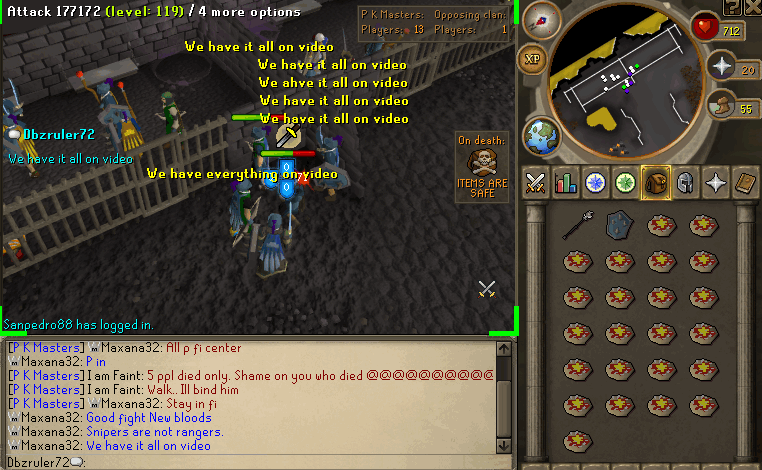 Attack 177172 (level: 119) / 4 more options
P K Masters: Opposing clan:
Players: 13 Players: 1
We have it all on video
We have it all on video
We ahve it all on video
We have it all on video
We have it all on video
Dbzruler72
We have it all on video
We have everything on video
0
0
On death:
ITEMS ARE
SAFE
Sanpedro88 has logged in.
[P K Masters] Maxana32: All p fi center
Maxana32: P in
[P K Masters] I am Faint: 5 ppl died only. Shame on you who died @@@@@@@@@@
[P K Masters] I am Faint: Walk.. Ill bind him
[P K Masters] Maxana32: Stay in fi
Maxana32: Good fight New bloods
Maxana32: Snipers are not rangers.
Maxana32: We have it all on video
Dbzruler72:
?
X
712
XP
20
55